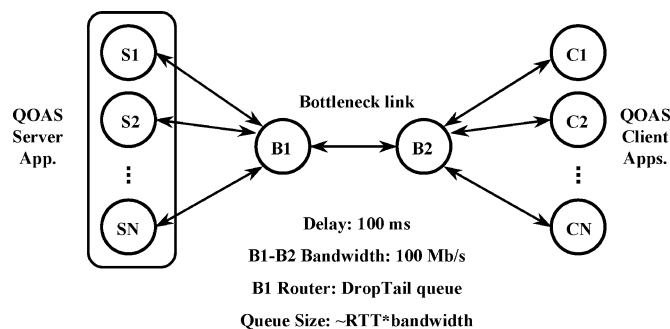 S1
S2
⋮
SN
QOAS
Server
App.
B1
Bottleneck link
B2
C1
C2
⋮
CN
QOAS
Client
Apps.
Delay: 100 ms
B1-B2 Bandwidth: 100 Mb/s
B1 Router: DropTail queue
Queue Size: ~RTT*bandwidth